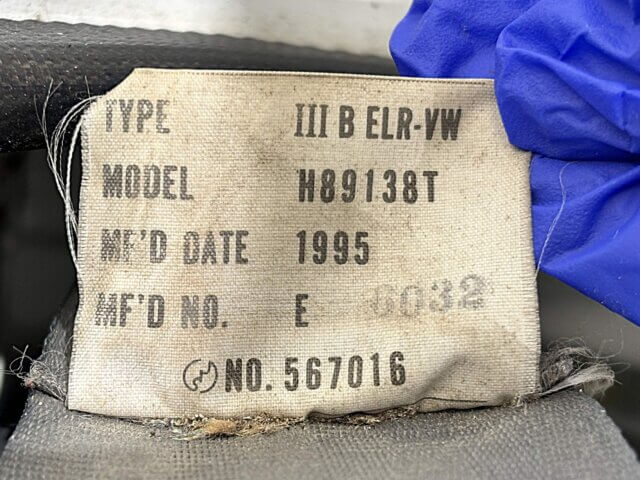 TYPE III B ELR-VW
MODEL H89138T
MF'D DATE 1995
MF'D NO. E 6032
NO. 567016